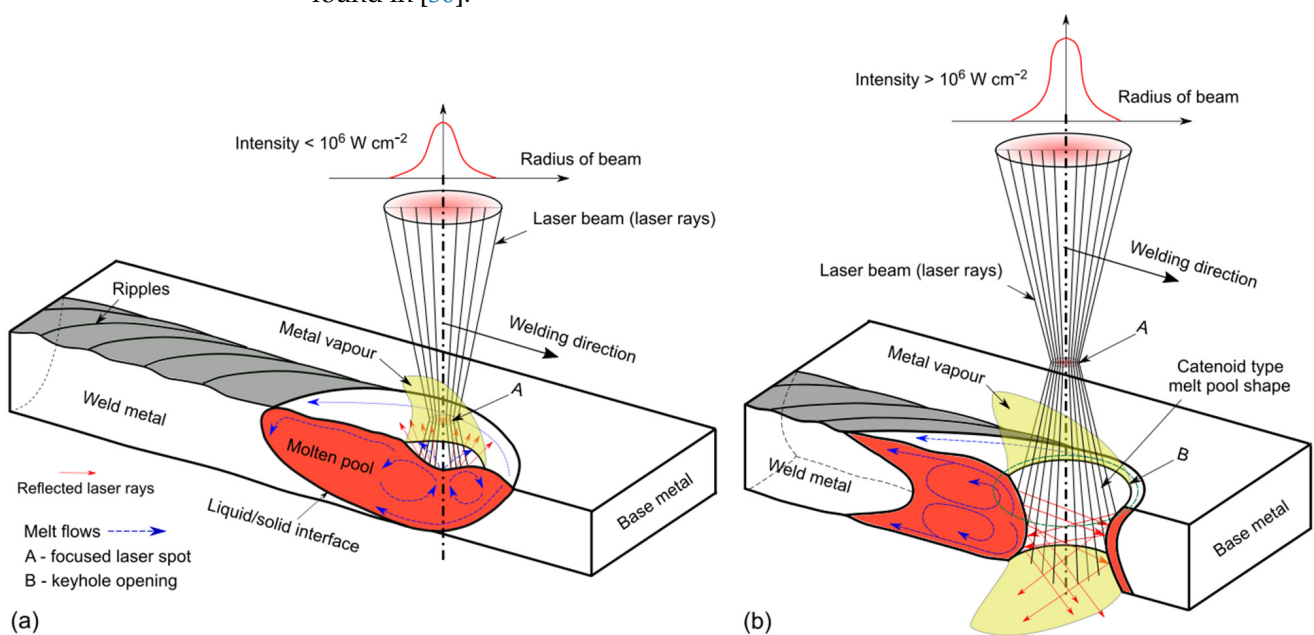 found in [50].
Intensity < 10⁶ W cm⁻²
Radius of beam
Laser beam (laser rays)
Ripples
Metal vapour
Welding direction
A
Weld metal
Molten pool
Reflected laser rays
Liquid/solid interface
Base metal
Melt flows
A - focused laser spot
B - keyhole opening
(a)
Intensity > 10⁶ W cm⁻²
Radius of beam
Welding direction
Laser beam (laser rays)
A
Metal vapour
Catenoid type
melt pool shape
B
Weld metal
Base metal
(b)